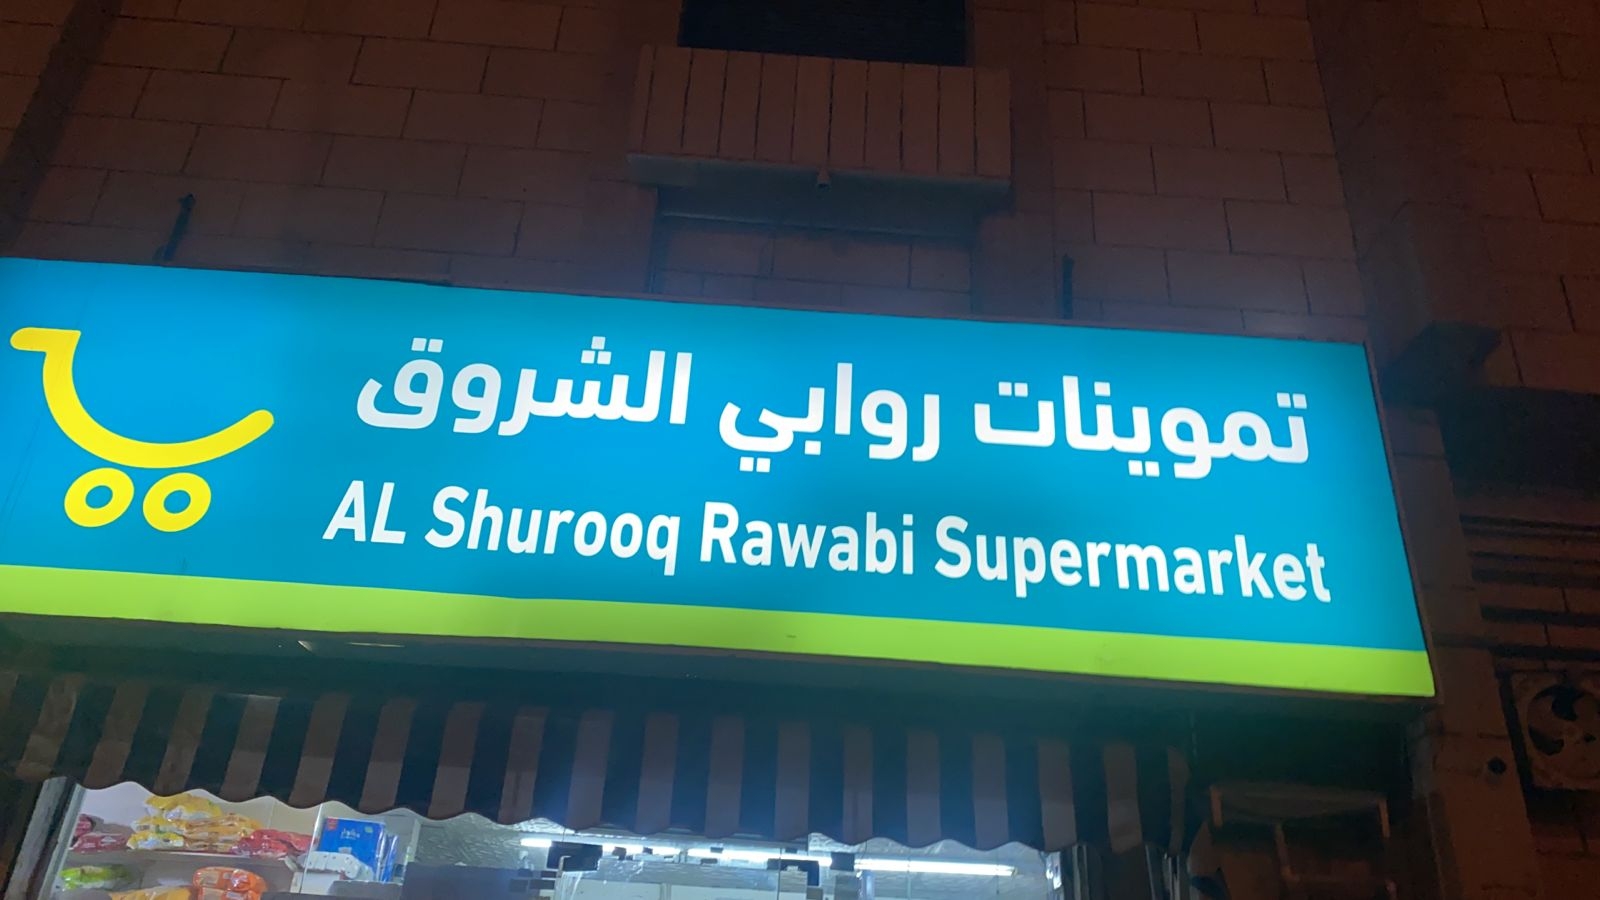 تموينات روابي الشروق
AL Shurooq Rawabi Supermarket